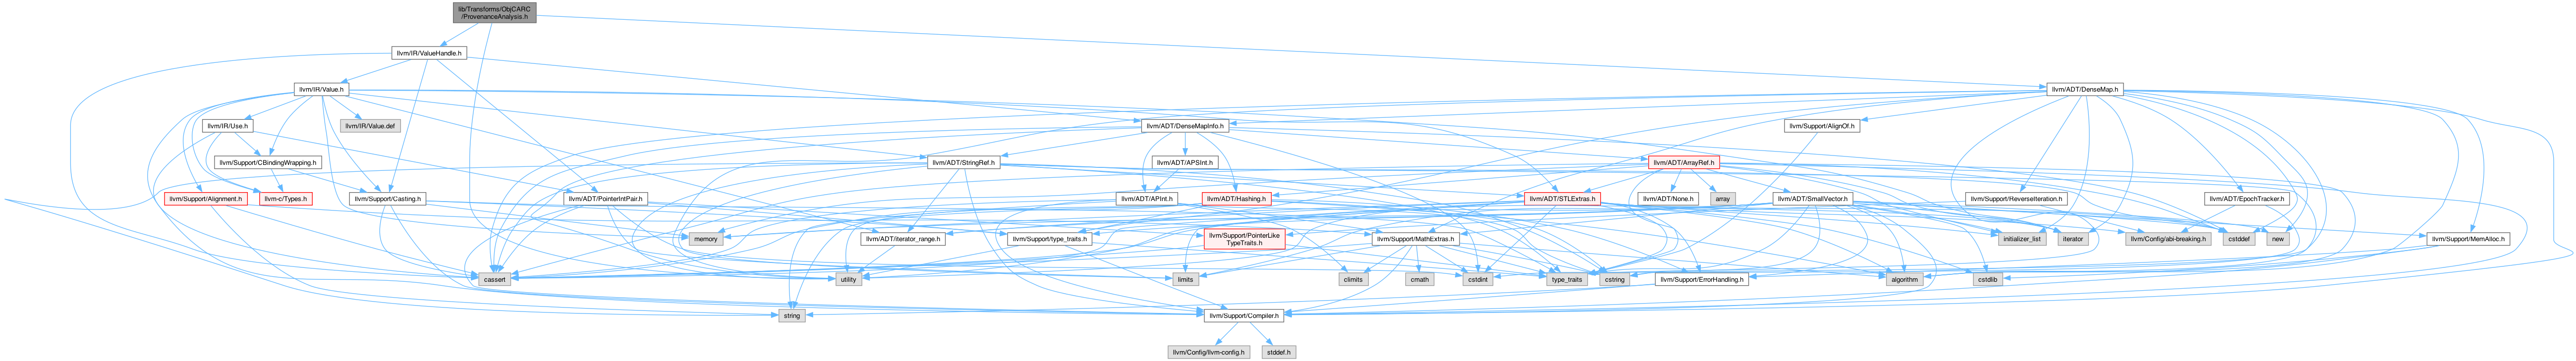 lib/Transforms/ObjCARC
/ProvenanceAnalysis.h
llvm/IR/ValueHandle.h
llvm/IR/Value.h
llvm/ADT/DenseMap.h
llvm/IR/Use.h
llvm/IR/Value.def
llvm/ADT/DenseMapInfo.h
llvm/Support/AlignOf.h
llvm/Support/CBindingWrapping.h
llvm/ADT/StringRef.h
llvm/ADT/APSInt.h
llvm/ADT/ArrayRef.h
llvm/Support/Alignment.h
llvm-c/Types.h
llvm/Support/Casting.h
llvm/ADT/PointerIntPair.h
llvm/ADT/APInt.h
llvm/ADT/Hashing.h
llvm/ADT/STLExtras.h
llvm/ADT/None.h
array
llvm/ADT/SmallVector.h
llvm/Support/ReverseIteration.h
llvm/ADT/EpochTracker.h
memory
llvm/ADT/iterator_range.h
llvm/Support/type_traits.h
llvm/Support/PointerLike
TypeTraits.h
llvm/Support/MathExtras.h
initializer_list
iterator
llvm/Config/abi-breaking.h
cstddef
new
llvm/Support/MemAlloc.h
cassert
utility
limits
climits
cmath
cstdint
type_traits
cstring
llvm/Support/ErrorHandling.h
algorithm
cstdlib
string
llvm/Support/Compiler.h
llvm/Config/llvm-config.h
stddef.h